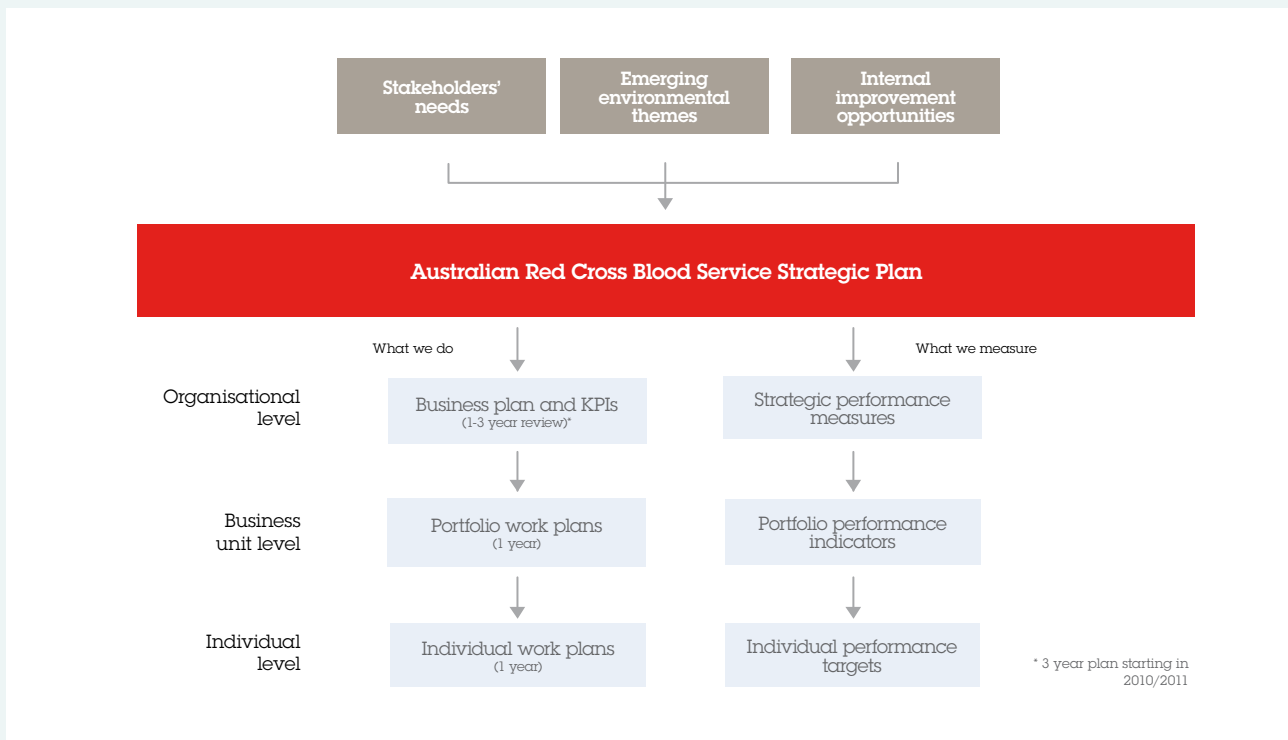 Stakeholders'
needs
Emerging
environmental
themes
Internal
improvement
opportunities
Australian Red Cross Blood Service Strategic Plan
What we do
What we measure
Organisational
level
Business plan and KPIs
(1-3 year review)*
Strategic performance
measures
Business
unit level
Portfolio work plans
(1 year)
Portfolio performance
indicators
Individual
level
Individual work plans
(1 year)
Individual performance
targets
* 3 year plan starting in
2010/2011